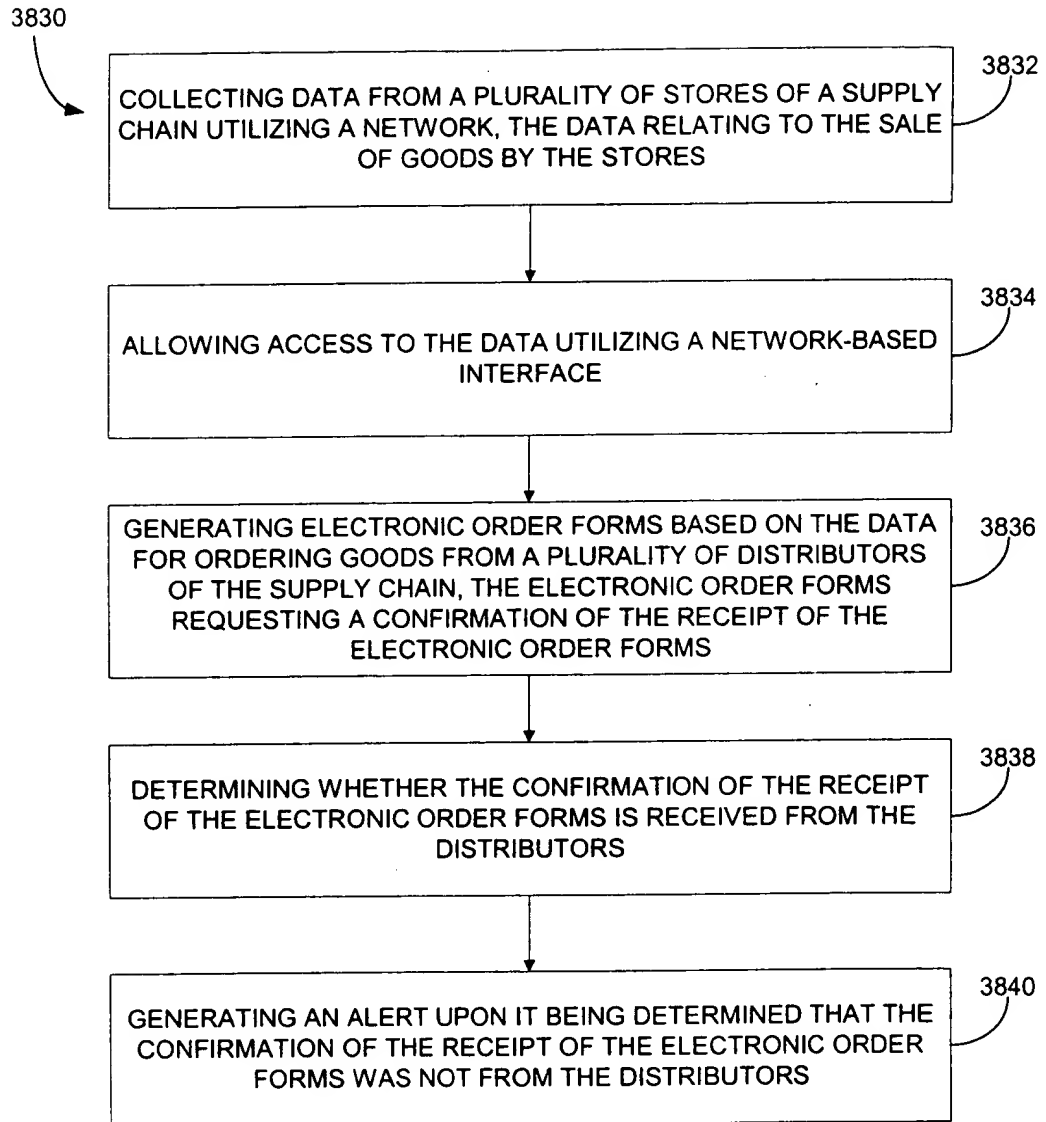 3830
3832
COLLECTING DATA FROM A PLURALITY OF STORES OF A SUPPLY
CHAIN UTILIZING A NETWORK, THE DATA RELATING TO THE SALE
OF GOODS BY THE STORES
3834
ALLOWING ACCESS TO THE DATA UTILIZING A NETWORK-BASED
INTERFACE
3836
GENERATING ELECTRONIC ORDER FORMS BASED ON THE DATA
FOR ORDERING GOODS FROM A PLURALITY OF DISTRIBUTORS
OF THE SUPPLY CHAIN, THE ELECTRONIC ORDER FORMS
REQUESTING A CONFIRMATION OF THE RECEIPT OF THE
ELECTRONIC ORDER FORMS
3838
DETERMINING WHETHER THE CONFIRMATION OF THE RECEIPT
OF THE ELECTRONIC ORDER FORMS IS RECEIVED FROM THE
DISTRIBUTORS
3840
GENERATING AN ALERT UPON IT BEING DETERMINED THAT THE
CONFIRMATION OF THE RECEIPT OF THE ELECTRONIC ORDER
FORMS WAS NOT FROM THE DISTRIBUTORS